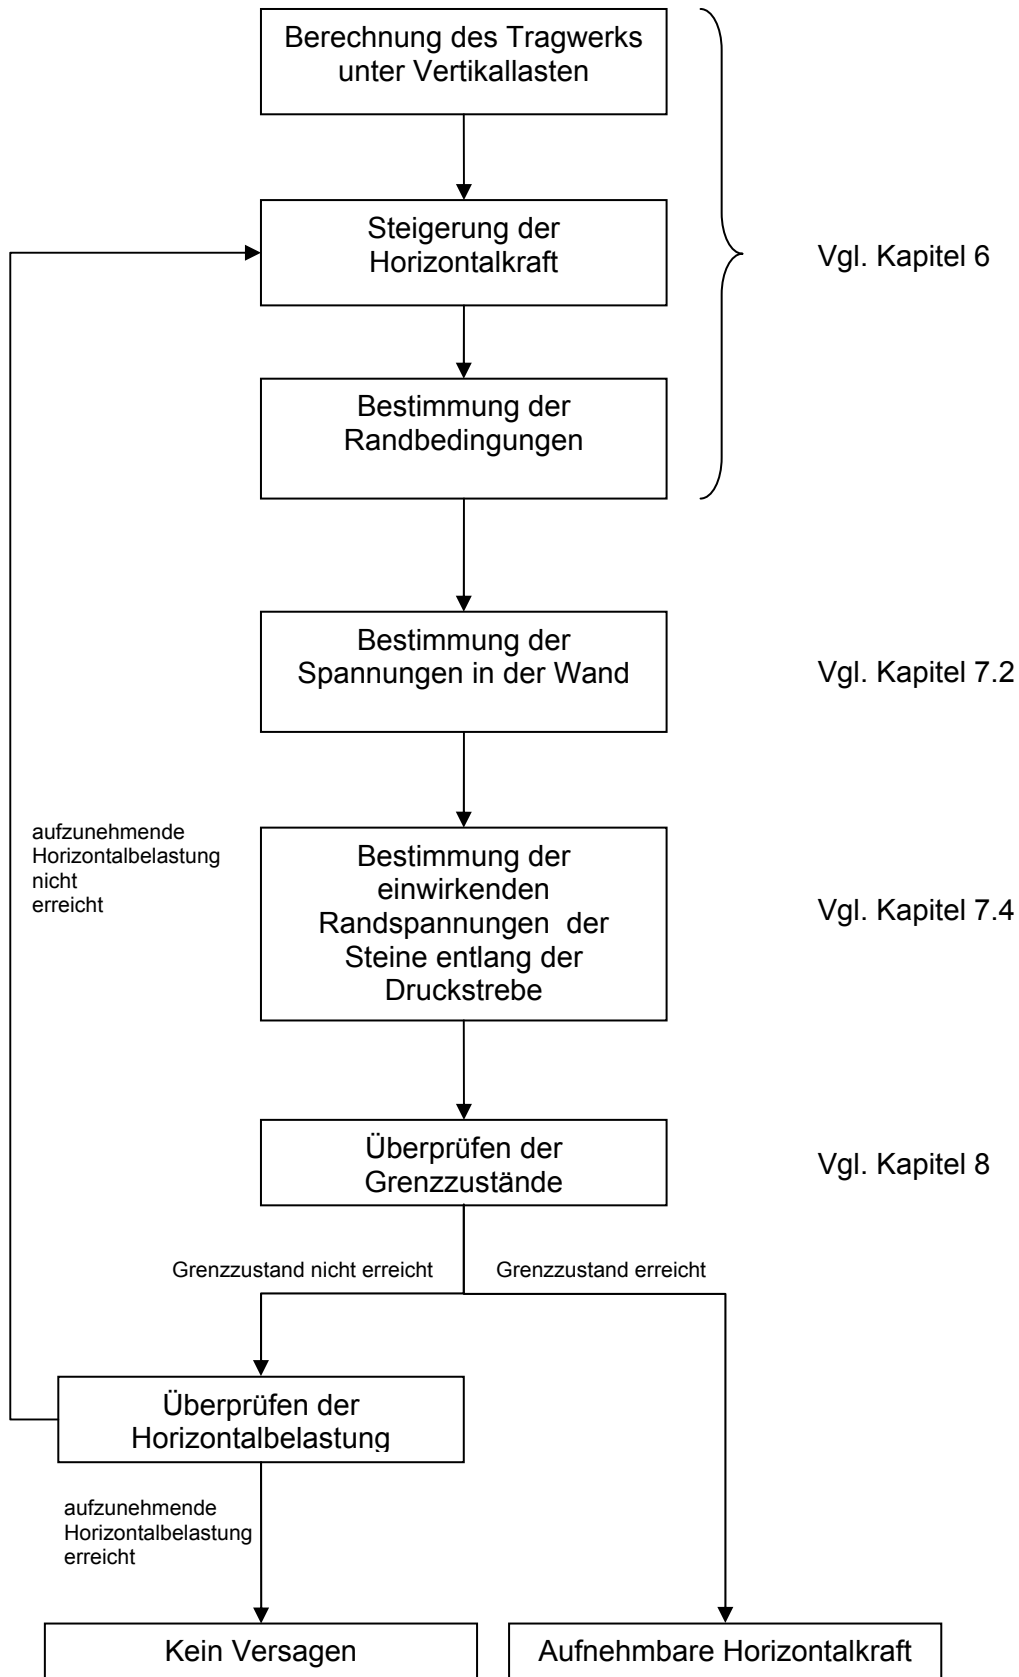 Berechnung des Tragwerks
unter Vertikallasten
Steigerung der
Horizontalkraft
Vgl. Kapitel 6
Bestimmung der
Randbedingungen
Bestimmung der
Spannungen in der Wand
Vgl. Kapitel 7.2
aufzunehmende
Horizontalbelastung
nicht
erreicht
Bestimmung der
einwirkenden
Randspannungen der
Steine entlang der
Druckstrebe
Vgl. Kapitel 7.4
Überprüfen der
Grenzzustände
Vgl. Kapitel 8
Grenzzustand nicht erreicht
Grenzzustand erreicht
Überprüfen der
Horizontalbelastung
aufzunehmende
Horizontalbelastung
erreicht
Kein Versagen
Aufnehmbare Horizontalkraft